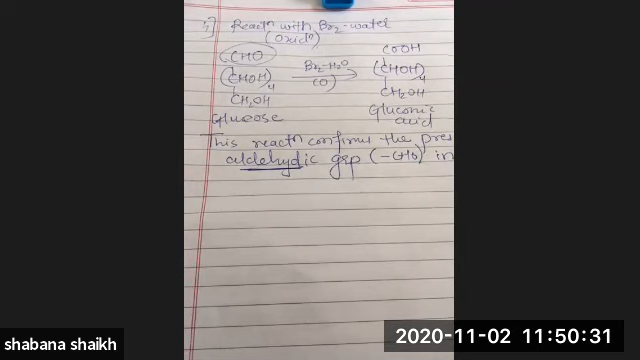 i] Reactⁿ with Br₂-water
(Oxidⁿ)
CHO COOH
(CHOH)₄ Br₂-H₂O (CHOH)₄
(O)
CH₂OH CH₂OH
Glucose Gluconic
acid
This reactⁿ confirms the pres
aldehydic grp (-CHO) in
shabana shaikh
2020-11-02 11:50:31